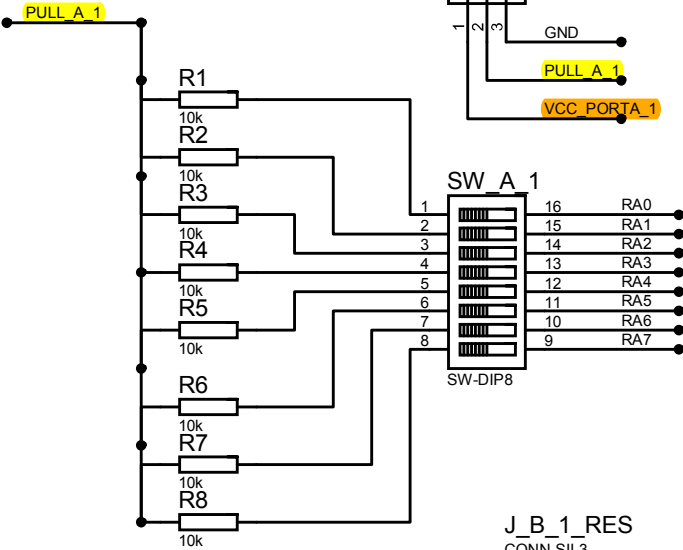 PULL_A_1
1 2 3
GND
PULL_A_1
VCC_PORTA_1
R1
10k
R2
10k
R3
10k
R4
10k
R5
10k
R6
10k
R7
10k
R8
10k
SW_A_1
1 16 RA0
2 15 RA1
3 14 RA2
4 13 RA3
5 12 RA4
6 11 RA5
7 10 RA6
8 9 RA7
SW-DIP8
J_B_1_RES
CONN-SIL3